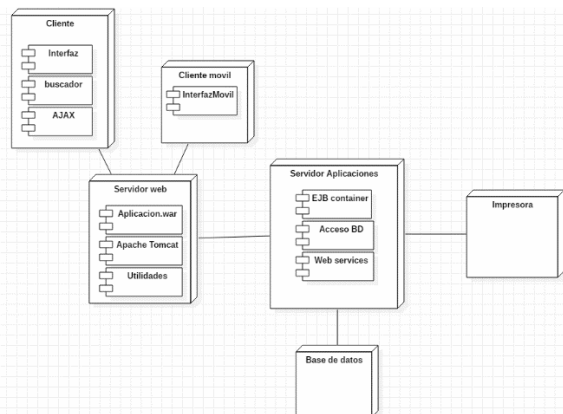 Cliente
Interfaz
buscador
AJAX
Cliente movil
InterfazMovil
Servidor web
Aplicacion.war
Apache Tomcat
Utilidades
Servidor Aplicaciones
EJB container
Acceso BD
Web services
Impresora
Base de datos